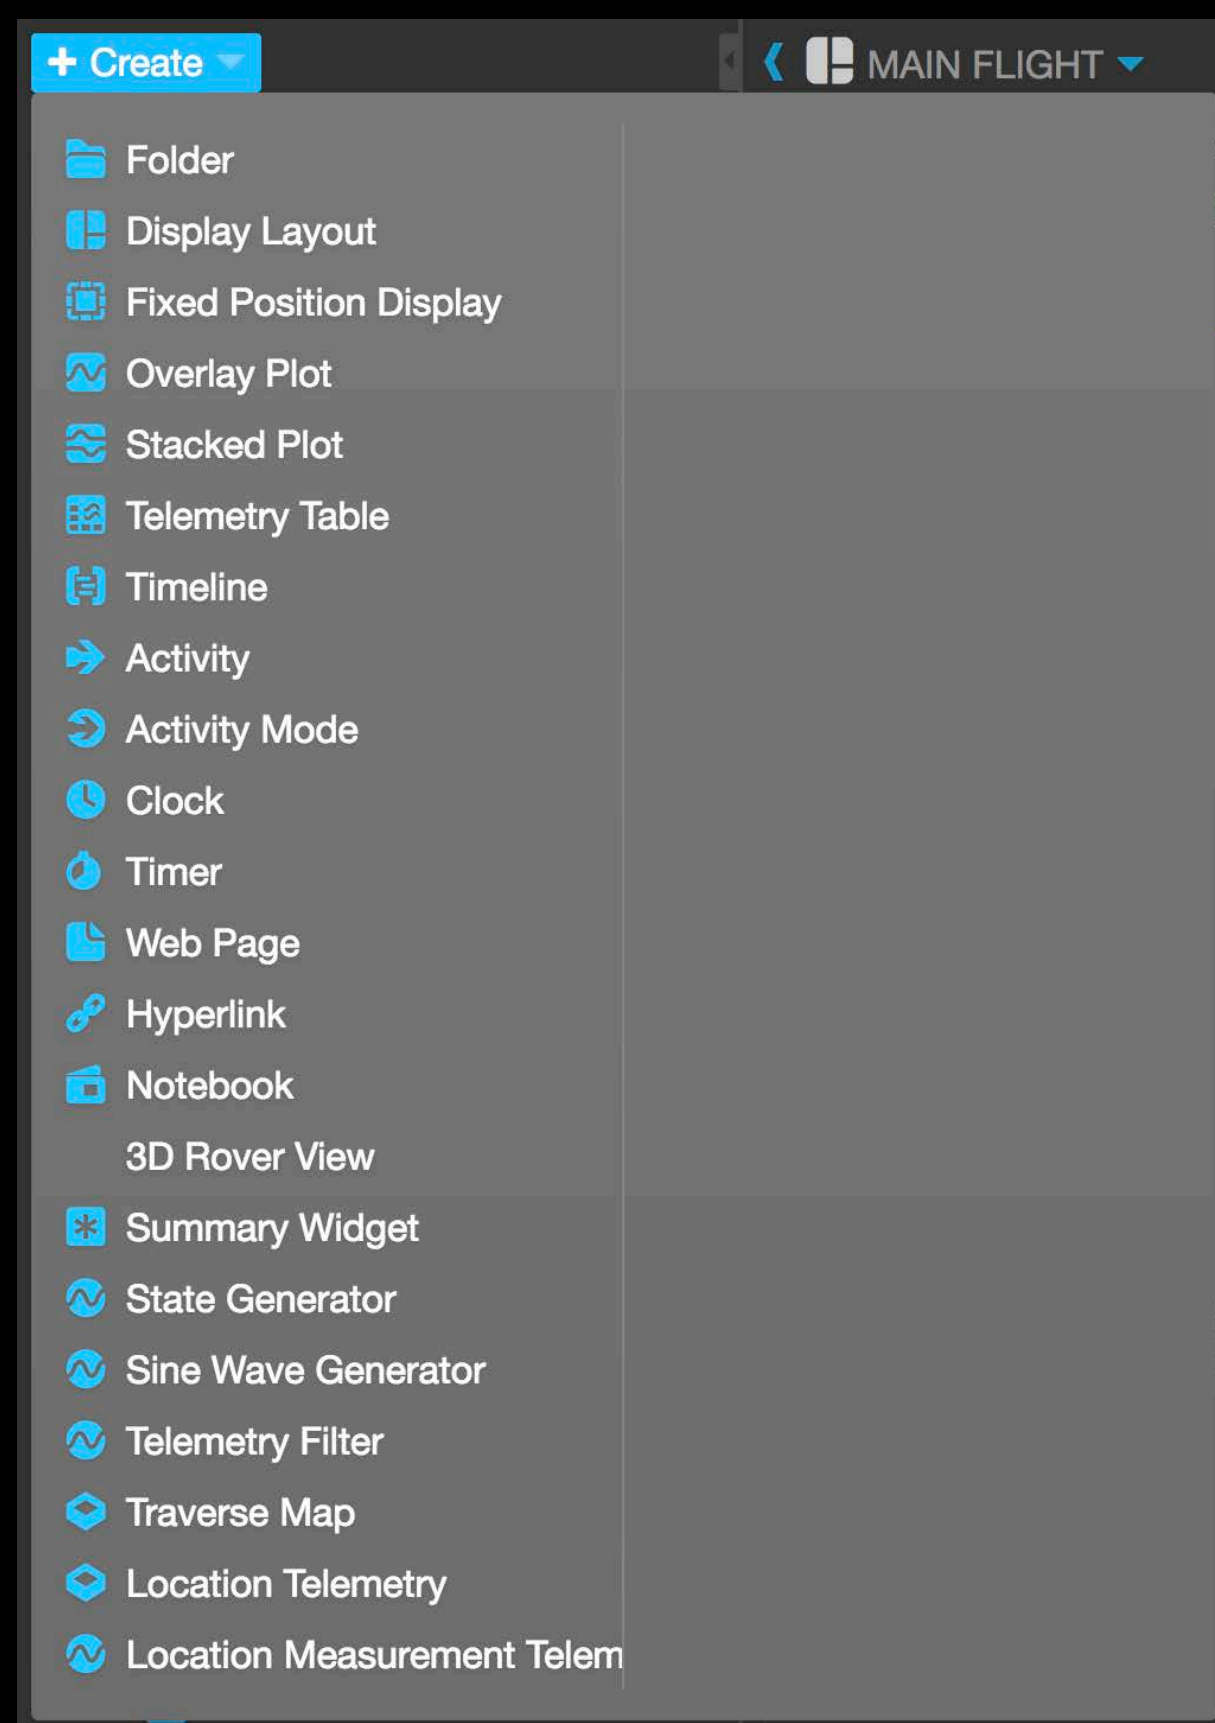 + Create
MAIN FLIGHT
Folder
Display Layout
Fixed Position Display
Overlay Plot
Stacked Plot
Telemetry Table
Timeline
Activity
Activity Mode
Clock
Timer
Web Page
Hyperlink
Notebook
3D Rover View
Summary Widget
State Generator
Sine Wave Generator
Telemetry Filter
Traverse Map
Location Telemetry
Location Measurement Telem